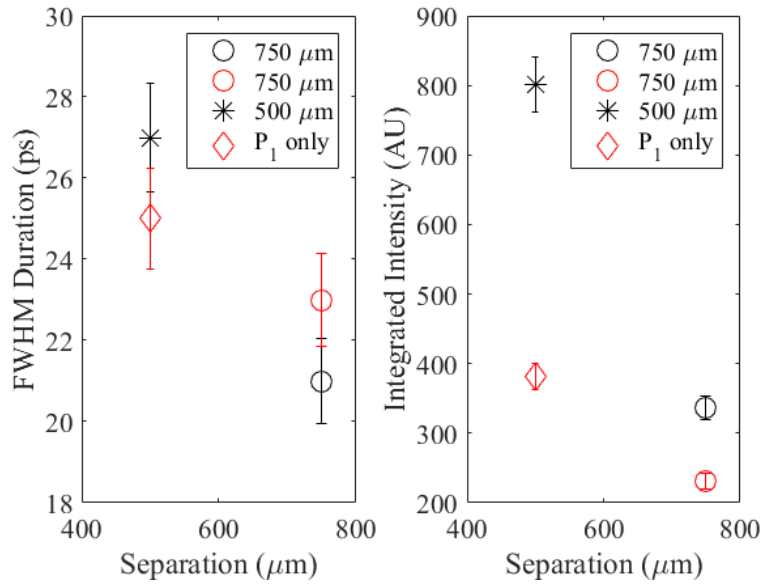 30
28
26
24
22
20
18
400
600
800
FWHM Duration (ps)
Separation (μm)
750 μm
750 μm
500 μm
P1 only
900
800
700
600
500
400
300
200
400
600
800
Integrated Intensity (AU)
Separation (μm)
750 μm
750 μm
500 μm
P1 only